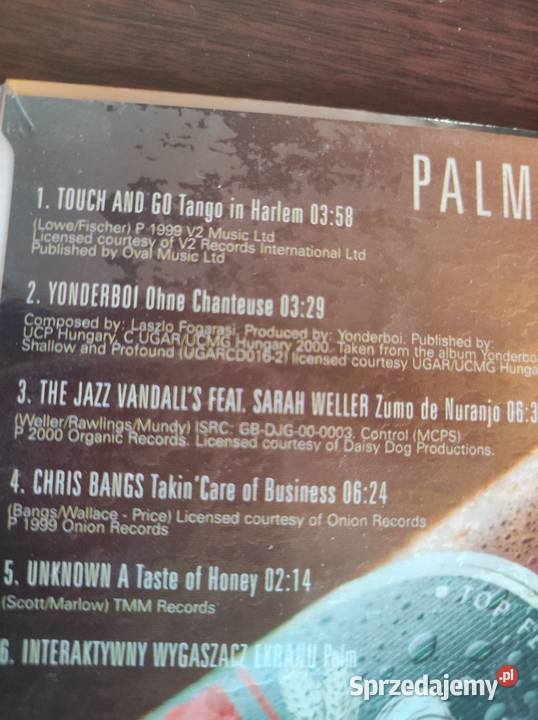 PALM
1. TOUCH AND GO Tango in Harlem 03:58
(Lowe/Fischer) P 1999 V2 Music Ltd
Licensed courtesy of V2 Records International Ltd
Published by Oval Music Ltd
2. YONDERBOI Ohne Chanteuse 03:29
Composed by: Laszlo Fogarasi, Produced by: Yonderboi. Published by:
UCP Hungary, C UGAR/UCMG Hungary 2000. Taken from the album Yonderbo
Shallow and Profound (UGARCD016-2) licensed courtesy UGAR/UCMG Hunga
3. THE JAZZ VANDALL'S FEAT. SARAH WELLER Zumo de Nuranjo 06:3
(Weller/Rawlings/Mundy) ISRC: GB-DJG-00-0003. Control (MCPS)
P 2000 Organic Records. Licensed courtesy of Daisy Dog Productions.
4. CHRIS BANGS Takin'Care of Business 06:24
(Bangs/Wallace - Price) Licensed courtesy of Onion Records
P 1999 Onion Records
5. UNKNOWN A Taste of Honey 02:14
(Scott/Marlow) TMM Records
6. INTERAKTYWNY WYGASZACZ EKRANU Palm
TOP
Sprzedajemy.pl